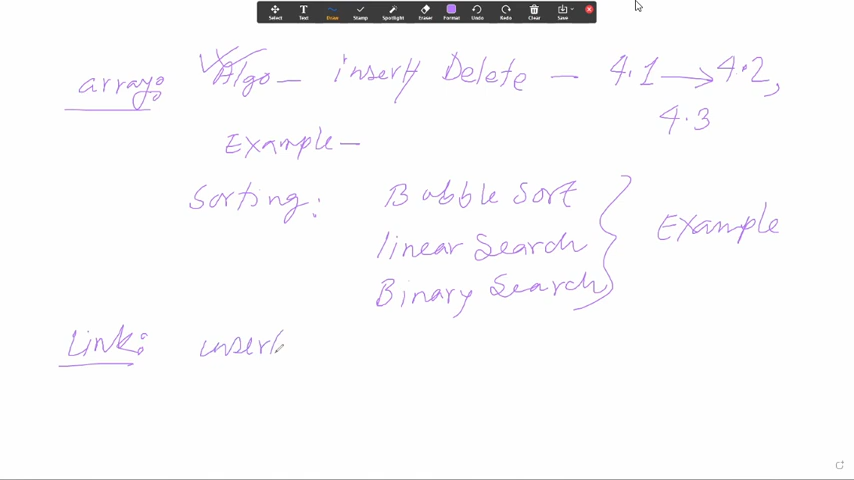 Select Text Draw Stamp Spotlight Eraser Format Undo Redo Clear Save
array: Algo — insert/ Delete — 4.1 → 4.2,
4.3
Example —
Sorting: Bubble Sort
linear Search
Binary Search
Example
Link: insert